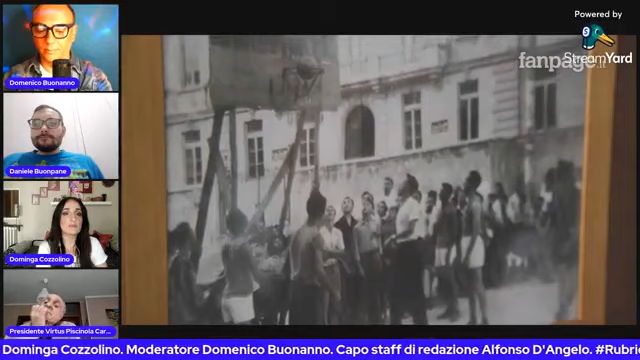 Powered by
StreamYard
fanpage.it
Domenico Buonanno
Daniele Buonpane
Dominga Cozzolino
Presidente Virtus Piscinola Car...
Dominga Cozzolino. Moderatore Domenico Buonanno. Capo staff di redazione Alfonso D'Angelo. #Rubri